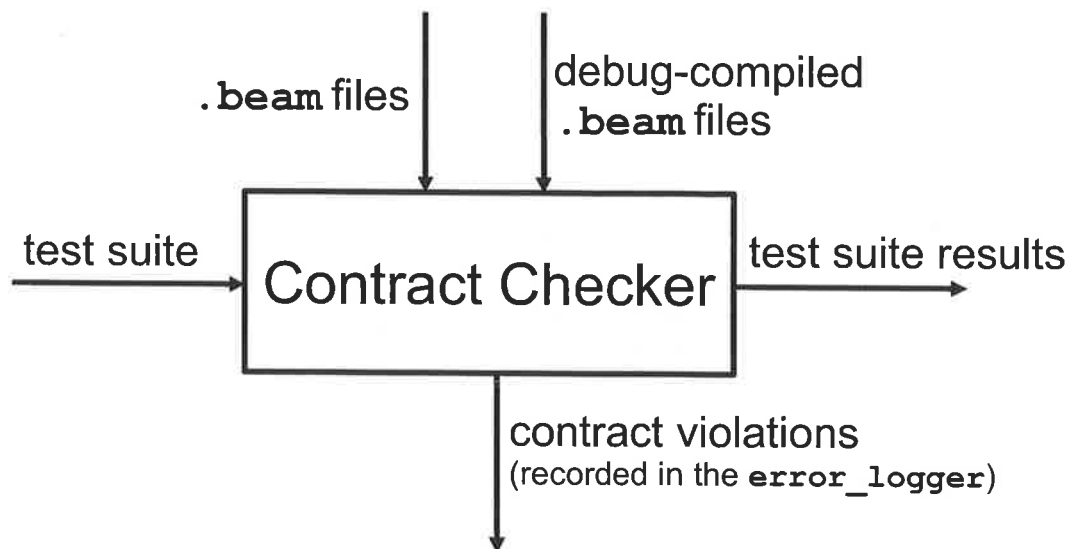 .beam files
debug-compiled
.beam files
test suite
Contract Checker
test suite results
contract violations
(recorded in the error_logger)